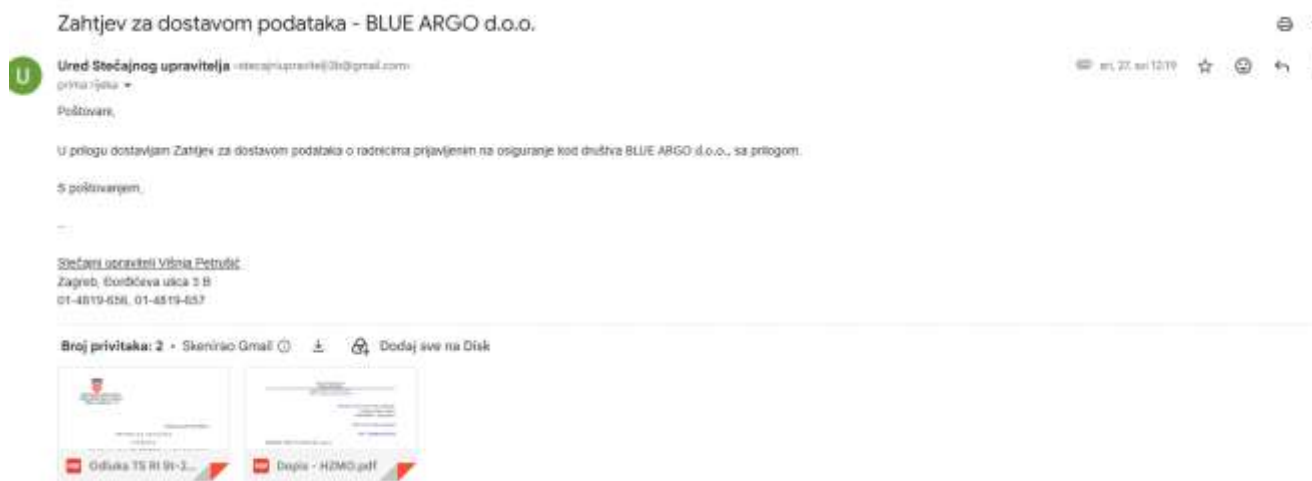 Zahtjev za dostavom podataka - BLUE ARGO d.o.o.
U
Ured Stečajnog upravitelja
prima rijeka
Poštovani,
U prilogu dostavljam Zahtjev za dostavom podataka o radnicima prijavljenim na osiguranje kod društva BLUE ARGO d.o.o., sa prilogom.
S poštovanjem,
--
Stečajni upravitelj Višnja Petrušić
Zagreb, Đorđićeva ulica 3 B
01-4819-656, 01-4819-657
Broj privitaka: 2 • Skenirao Gmail
Dodaj sve na Disk
Odluka TS RI St-2...
Dopis - HZMO.pdf